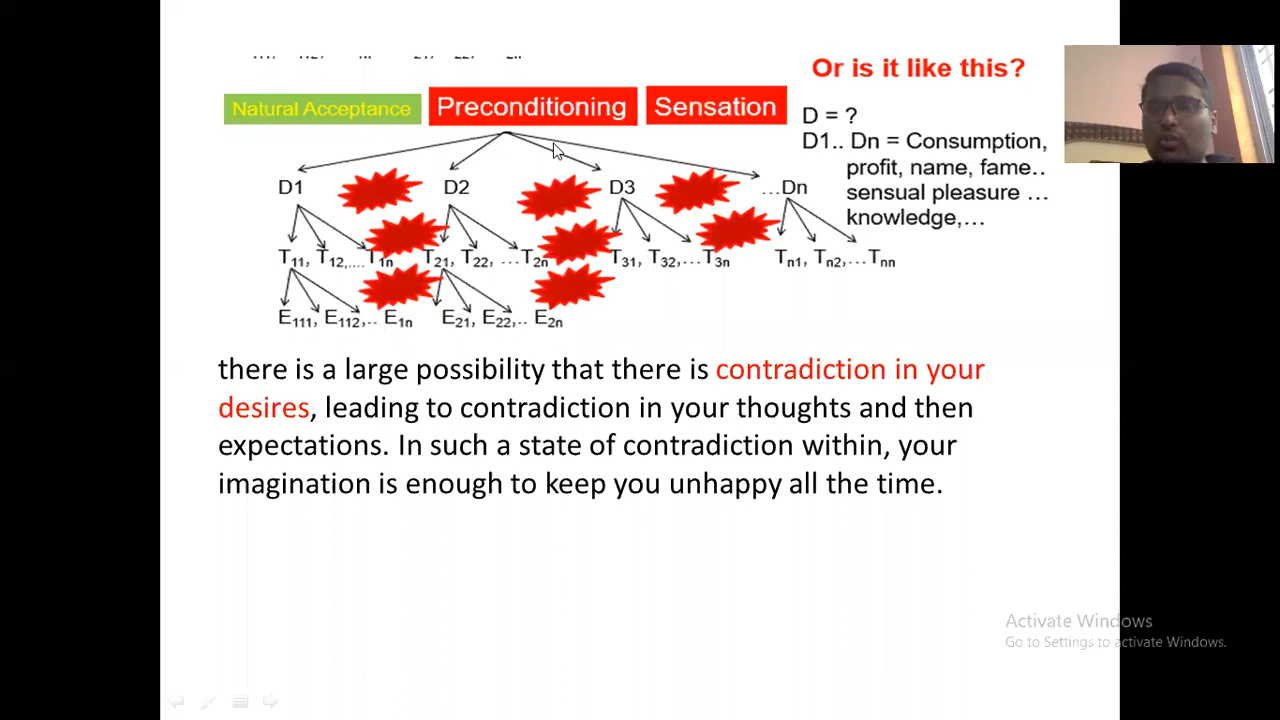 Or is it like this?
Natural Acceptance Preconditioning Sensation
D = ?
D1.. Dn = Consumption,
profit, name, fame..
sensual pleasure ...
knowledge,...
D1 D2 D3 ...Dn
T11, T12,.... T1n T21, T22, ...T2n T31, T32,...T3n Tn1, Tn2,...Tnn
E111, E112,.. E1n E21, E22,.. E2n
there is a large possibility that there is contradiction in your
desires, leading to contradiction in your thoughts and then
expectations. In such a state of contradiction within, your
imagination is enough to keep you unhappy all the time.
Activate Windows
Go to Settings to activate Windows.